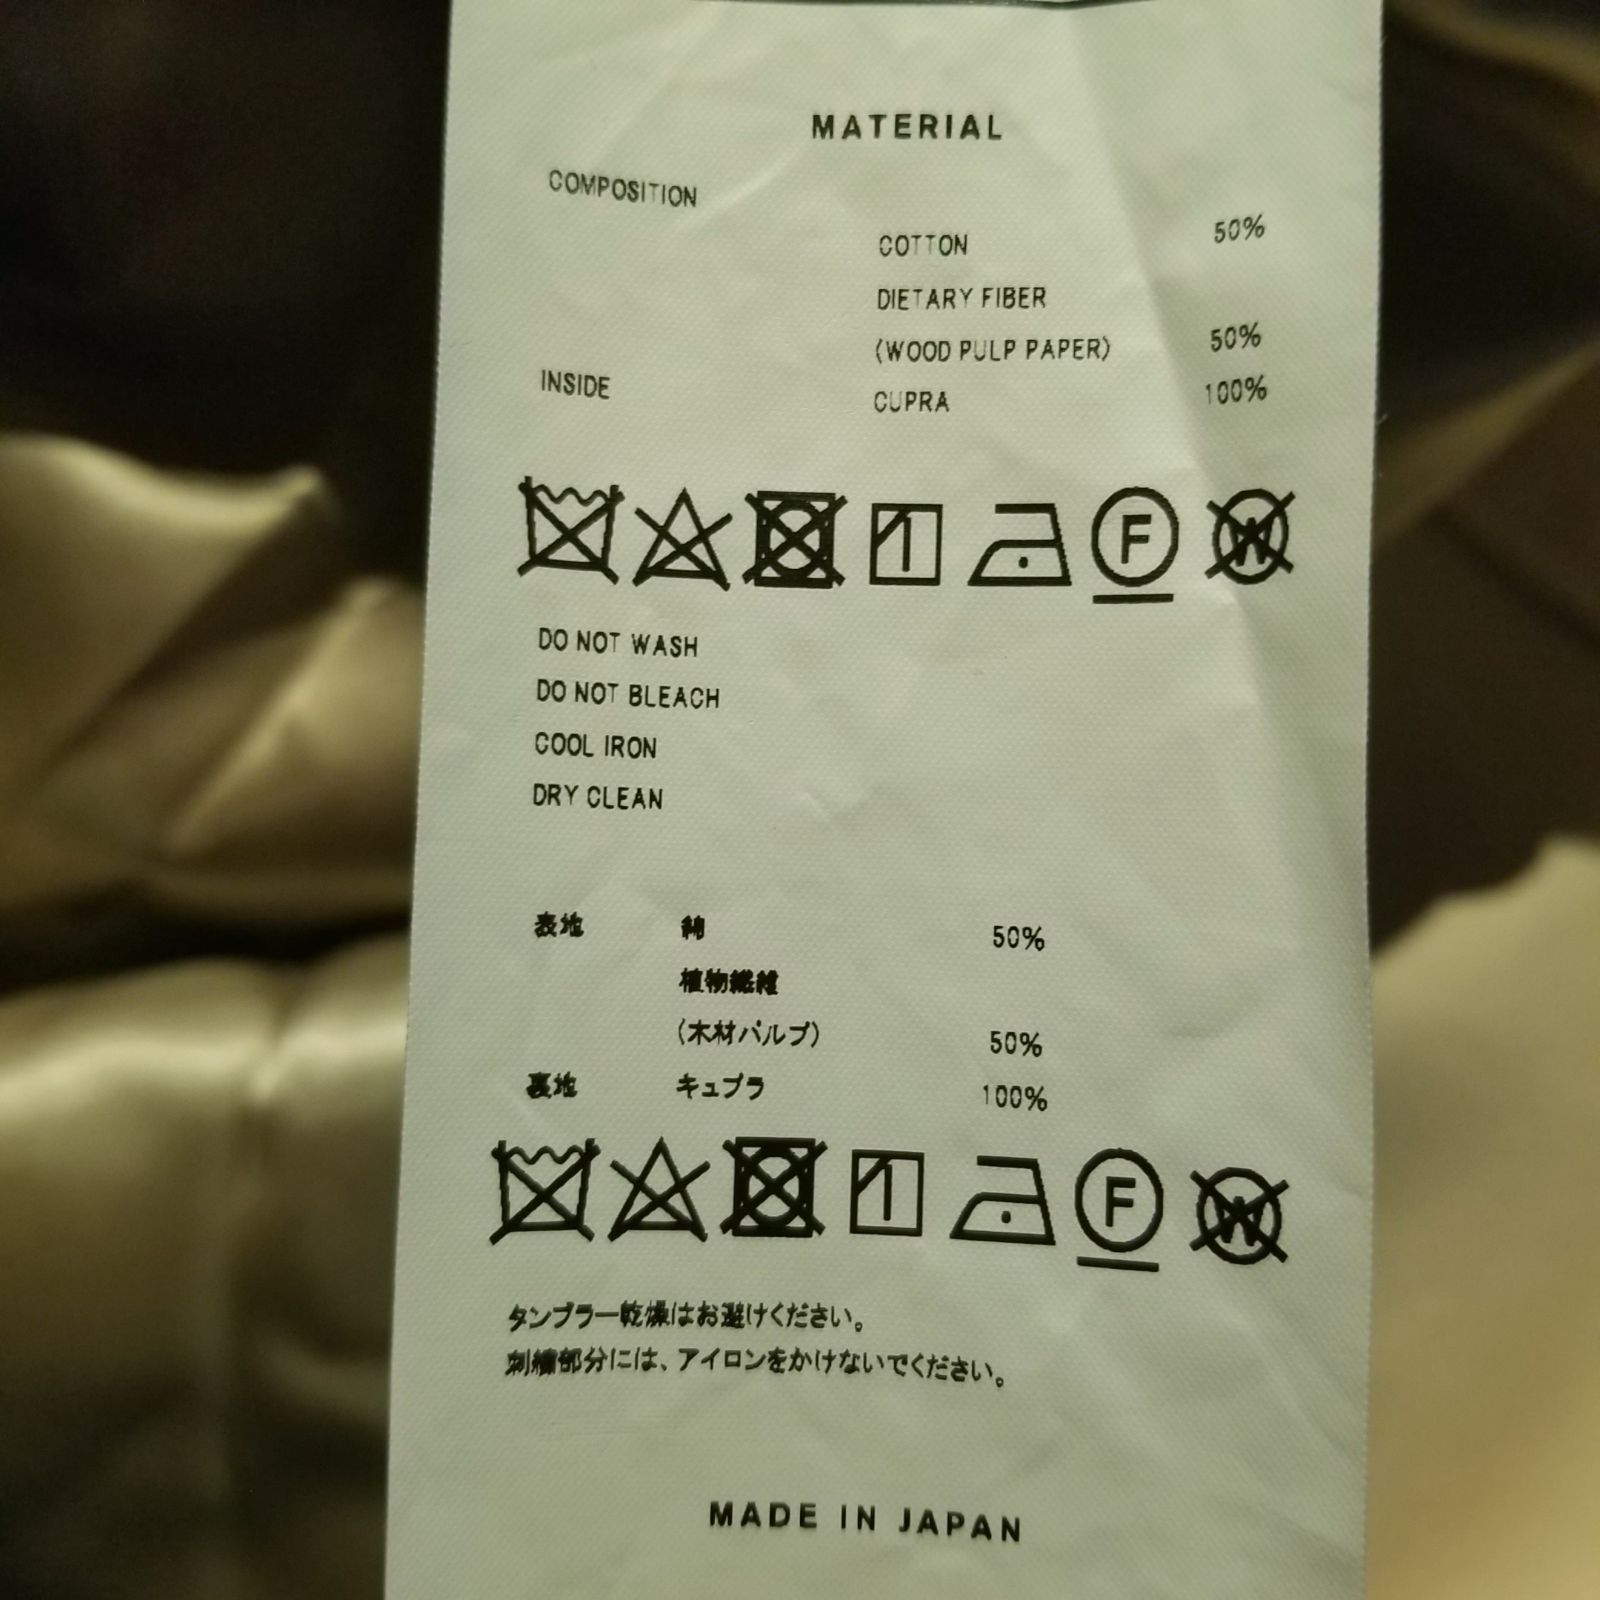 MATERIAL
COMPOSITION
COTTON 50%
DIETARY FIBER
(WOOD PULP PAPER) 50%
INSIDE CUPRA 100%
F W
DO NOT WASH
DO NOT BLEACH
COOL IRON
DRY CLEAN
表地 綿 50%
植物繊維
(木材パルプ) 50%
裏地 キュプラ 100%
F W
タンブラー乾燥はお避けください。
刺繍部分には、アイロンをかけないでください。
MADE IN JAPAN